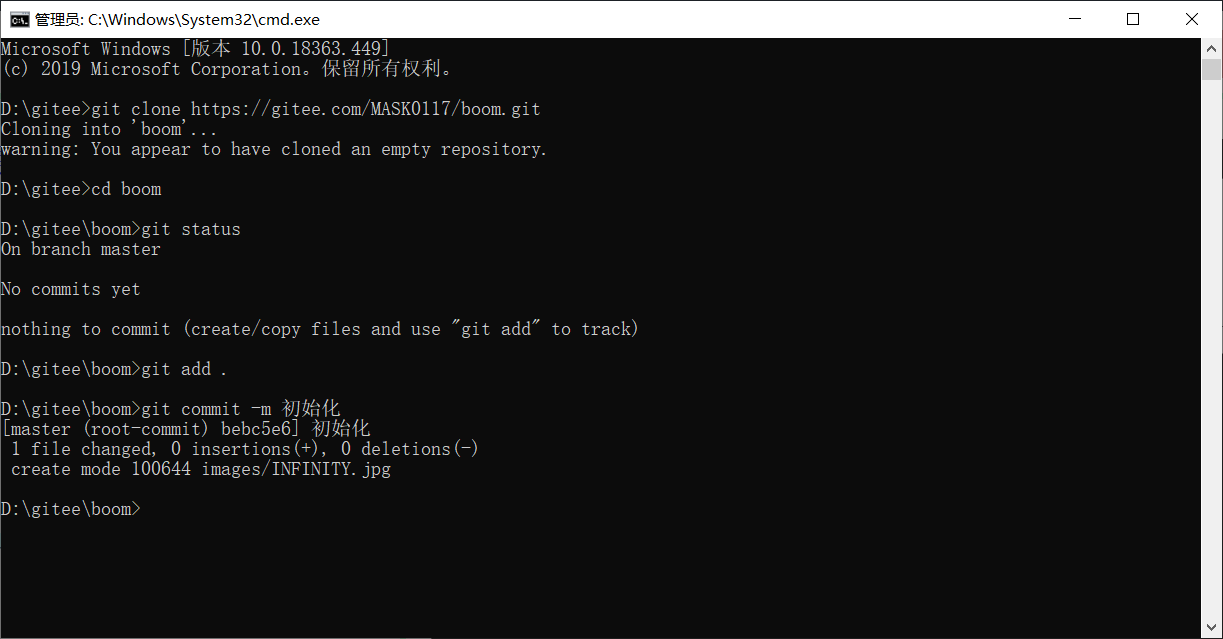 管理员: C:\Windows\System32\cmd.exe
Microsoft Windows [版本 10.0.18363.449]
(c) 2019 Microsoft Corporation。保留所有权利。
D:\gitee>git clone https://gitee.com/MASK0117/boom.git
Cloning into 'boom'...
warning: You appear to have cloned an empty repository.
D:\gitee>cd boom
D:\gitee\boom>git status
On branch master
No commits yet
nothing to commit (create/copy files and use "git add" to track)
D:\gitee\boom>git add .
D:\gitee\boom>git commit -m 初始化
[master (root-commit) bebc5e6] 初始化
 1 file changed, 0 insertions(+), 0 deletions(-)
 create mode 100644 images/INFINITY.jpg
D:\gitee\boom>